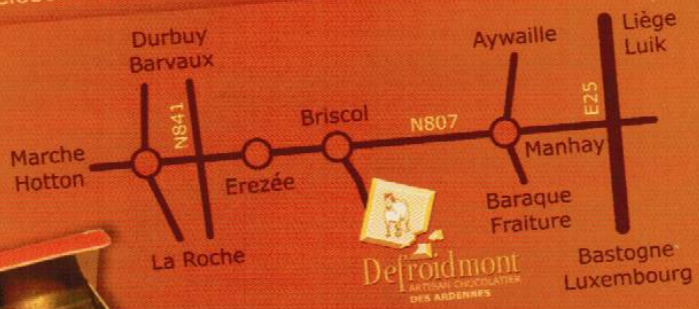 Durbuy
Barvaux
Aywaille
Liège
Luik
N841
Briscol
N807
E25
Marche
Hotton
Erezée
Manhay
La Roche
Baraque
Fraiture
Defroidmont
ARTISAN CHOCOLATIER
DES ARDENNES
Bastogne
Luxembourg